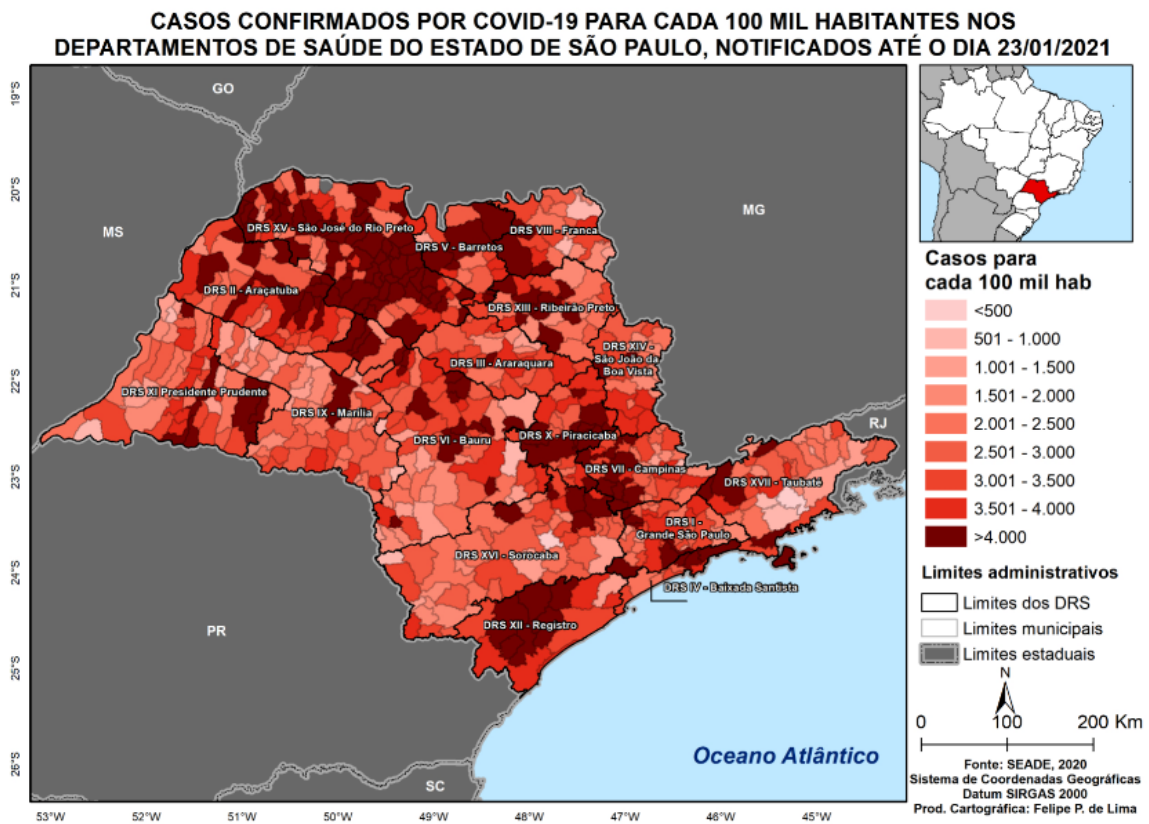 CASOS CONFIRMADOS POR COVID-19 PARA CADA 100 MIL HABITANTES NOS
DEPARTAMENTOS DE SAÚDE DO ESTADO DE SÃO PAULO, NOTIFICADOS ATÉ O DIA 23/01/2021
19°S
20°S
21°S
22°S
23°S
24°S
25°S
26°S
GO
MS
MG
RJ
PR
SC
DRS XV - São José do Rio Preto
DRS V - Barretos
DRS VIII - Franca
DRS II - Araçatuba
DRS XIII - Ribeirão Preto
DRS XIV -
São João da
Boa Vista
DRS III - Araraquara
DRS XI Presidente Prudente
DRS IX - Marília
DRS VI - Bauru
DRS X - Piracicaba
DRS VII - Campinas
DRS XVII - Taubaté
DRS I -
Grande São Paulo
DRS XVI - Sorocaba
DRS IV - Baixada Santista
DRS XII - Registro
Oceano Atlântico
53°W
52°W
51°W
50°W
49°W
48°W
47°W
46°W
45°W
Casos para
cada 100 mil hab
<500
501 - 1.000
1.001 - 1.500
1.501 - 2.000
2.001 - 2.500
2.501 - 3.000
3.001 - 3.500
3.501 - 4.000
>4.000
Limites administrativos
Limites dos DRS
Limites municipais
Limites estaduais
N
0 100 200 Km
Fonte: SEADE, 2020
Sistema de Coordenadas Geográficas
Datum SIRGAS 2000
Prod. Cartográfica: Felipe P. de Lima